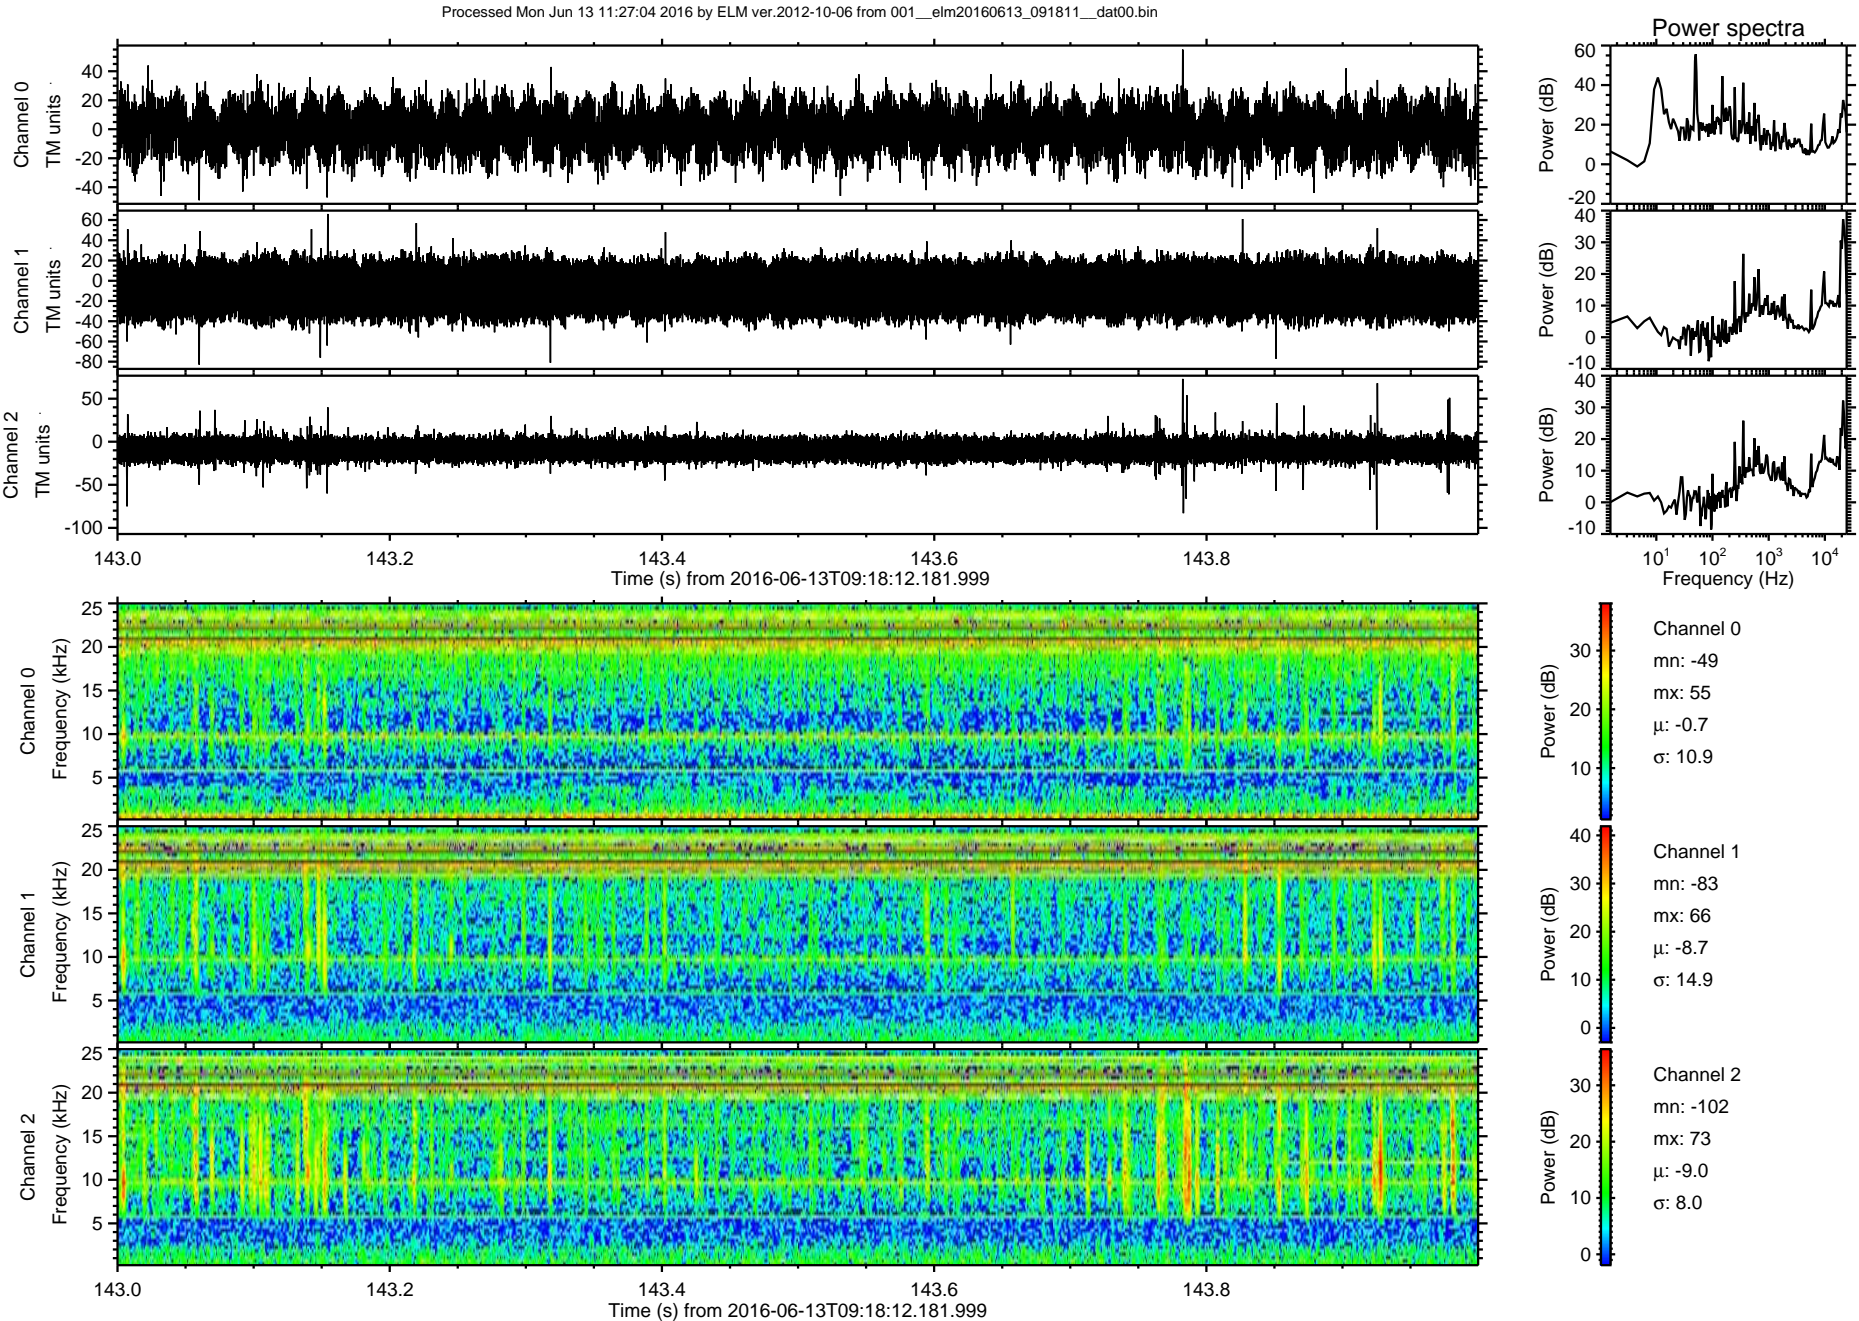 Processed Mon Jun 13 11:27:04 2016 by ELM ver.2012-10-06 from 001__elm20160613_091811__dat00.bin
Power spectra
Channel 0
TM units
40
20
0
-20
-40
Power (dB)
60
40
20
0
-20
Channel 1
TM units
60
40
20
0
-20
-40
-60
-80
Power (dB)
40
30
20
10
0
-10
Channel 2
TM units
50
0
-50
-100
Power (dB)
40
30
20
10
0
-10
143.0 143.2 143.4 143.6 143.8
Time (s) from 2016-06-13T09:18:12.181.999
10^1 10^2 10^3 10^4
Frequency (Hz)
Channel 0
Frequency (kHz)
25
20
15
10
5
Power (dB)
30
20
10
Channel 0
mn: -49
mx: 55
μ: -0.7
σ: 10.9
Channel 1
Frequency (kHz)
25
20
15
10
5
Power (dB)
40
30
20
10
0
Channel 1
mn: -83
mx: 66
μ: -8.7
σ: 14.9
Channel 2
Frequency (kHz)
25
20
15
10
5
Power (dB)
30
20
10
0
Channel 2
mn: -102
mx: 73
μ: -9.0
σ: 8.0
143.0 143.2 143.4 143.6 143.8
Time (s) from 2016-06-13T09:18:12.181.999